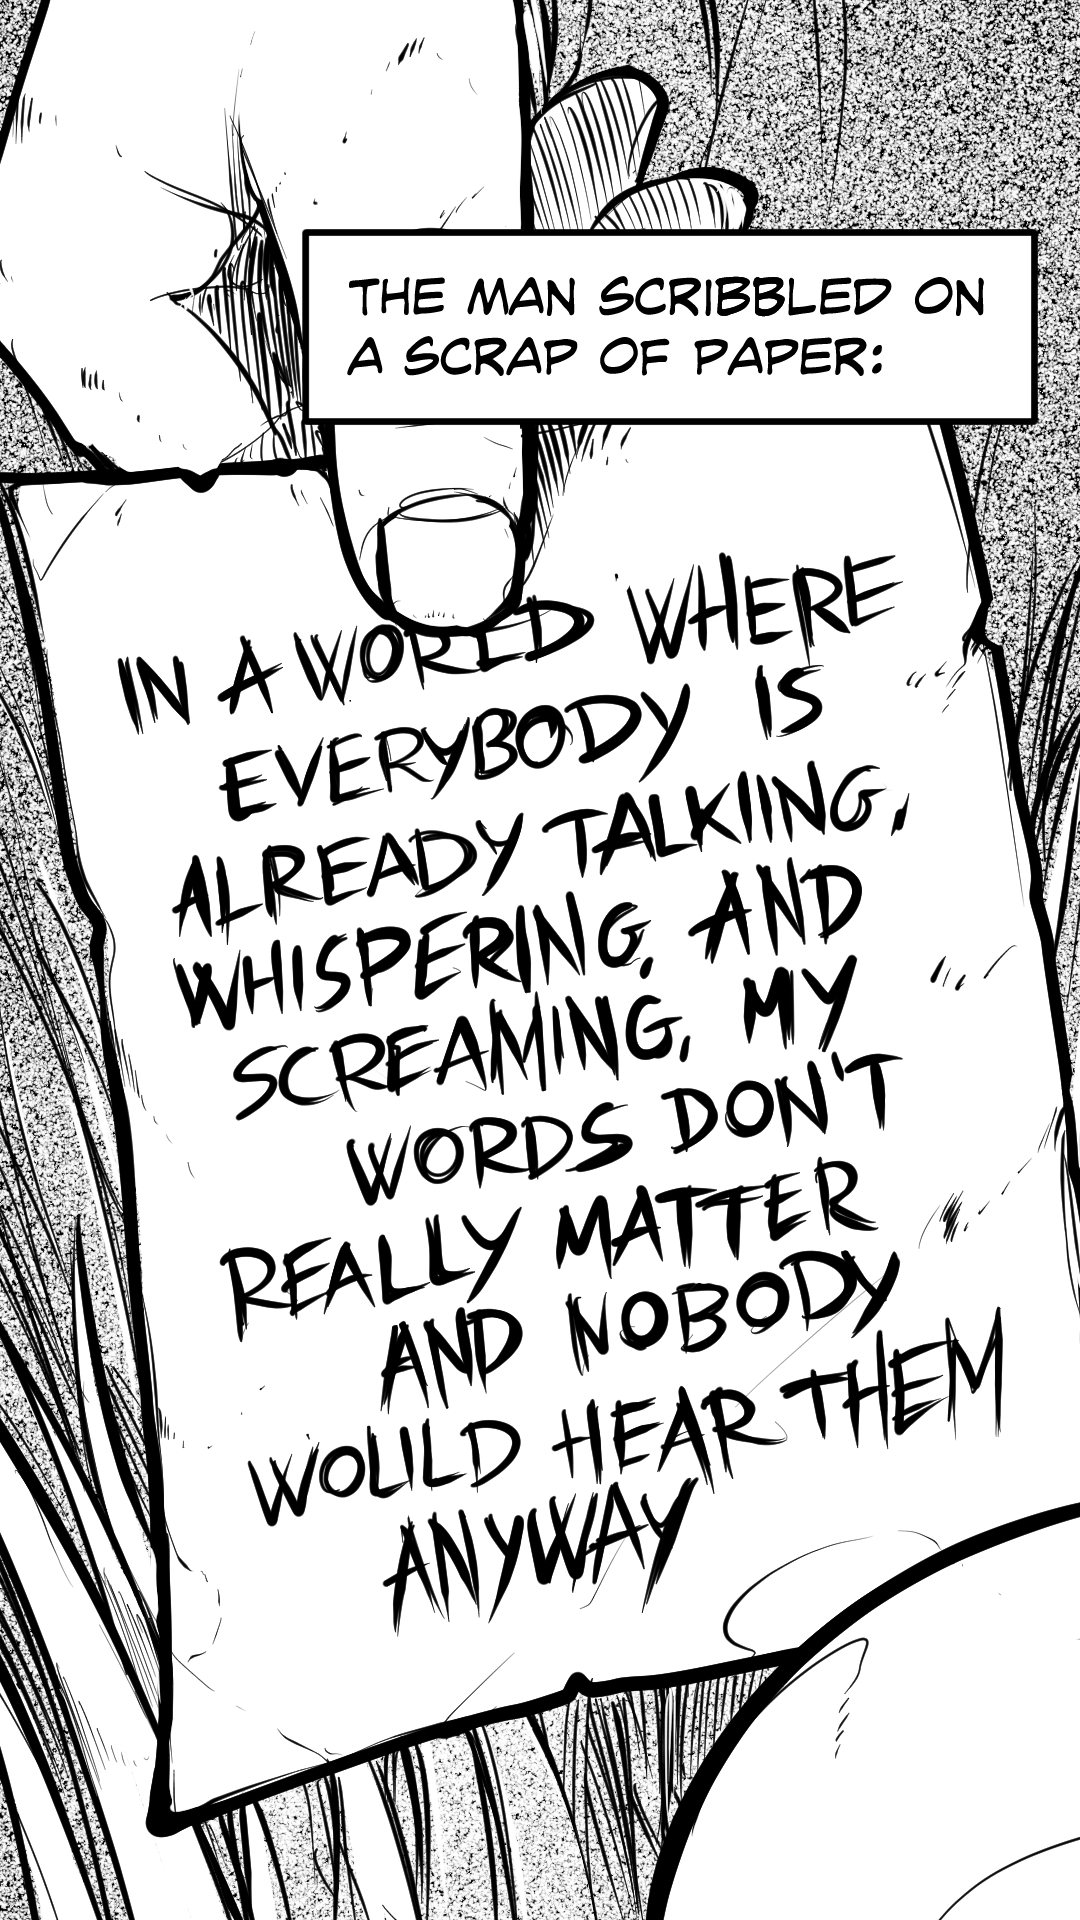 THE MAN SCRIBBLED ON
A SCRAP OF PAPER:
IN A WORLD WHERE
EVERYBODY IS
ALREADY TALKIING,
WHISPERING, AND
SCREAMING, MY
WORDS DON'T
REALLY MATTER
AND NOBODY
WOULD HEAR THEM
ANYWAY